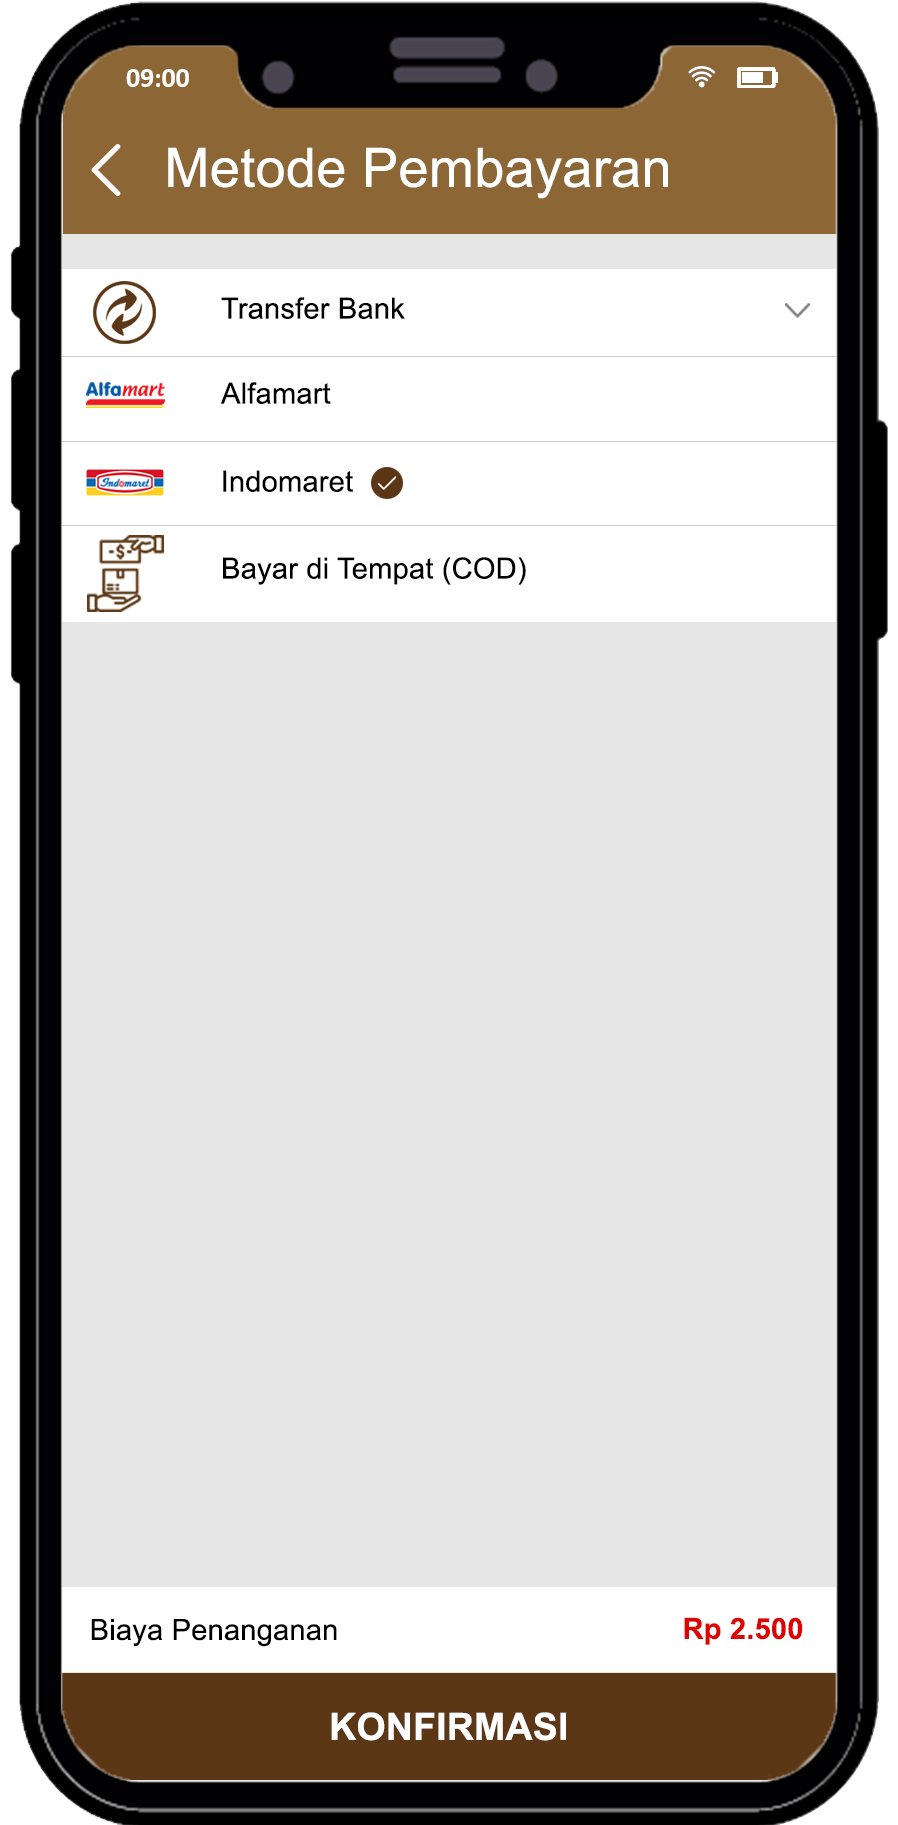 09:00
Metode Pembayaran
Transfer Bank
Alfamart Alfamart
Indomaret Indomaret
$
Bayar di Tempat (COD)
Biaya Penanganan Rp 2.500
KONFIRMASI